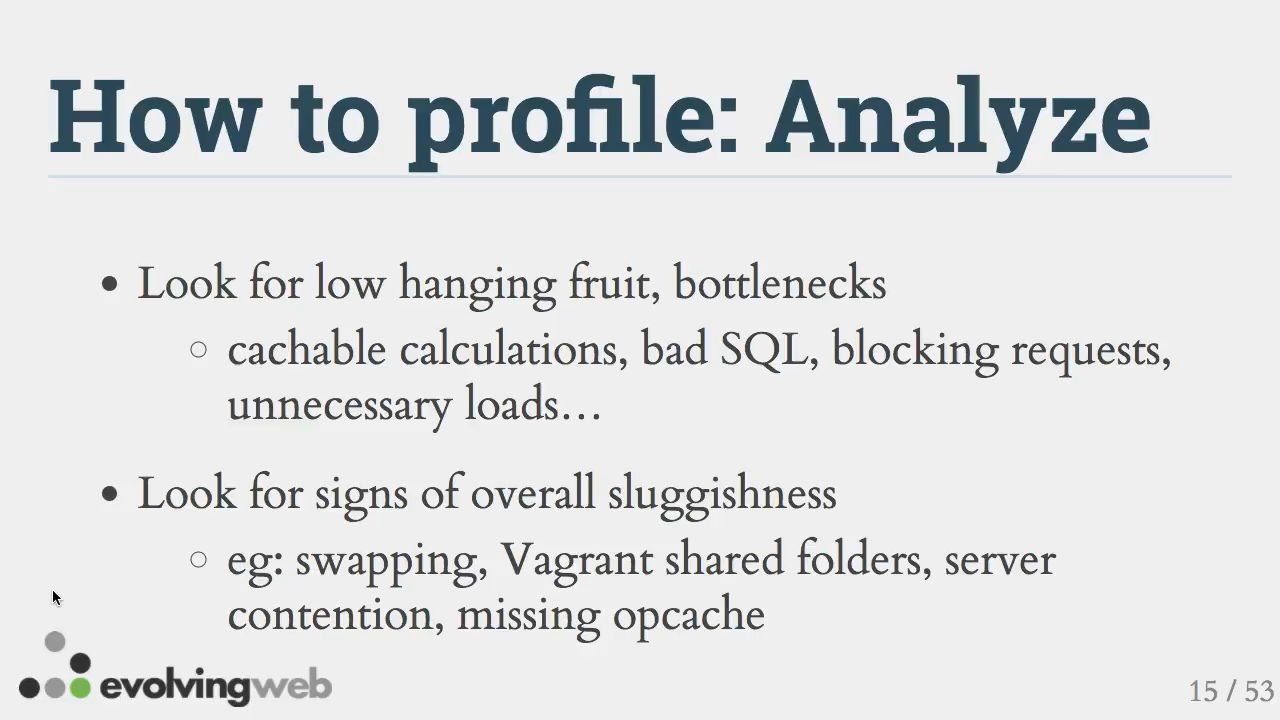 How to profile: Analyze
• Look for low hanging fruit, bottlenecks
○ cachable calculations, bad SQL, blocking requests,
unnecessary loads…
• Look for signs of overall sluggishness
○ eg: swapping, Vagrant shared folders, server
contention, missing opcache
evolvingweb
15 / 53